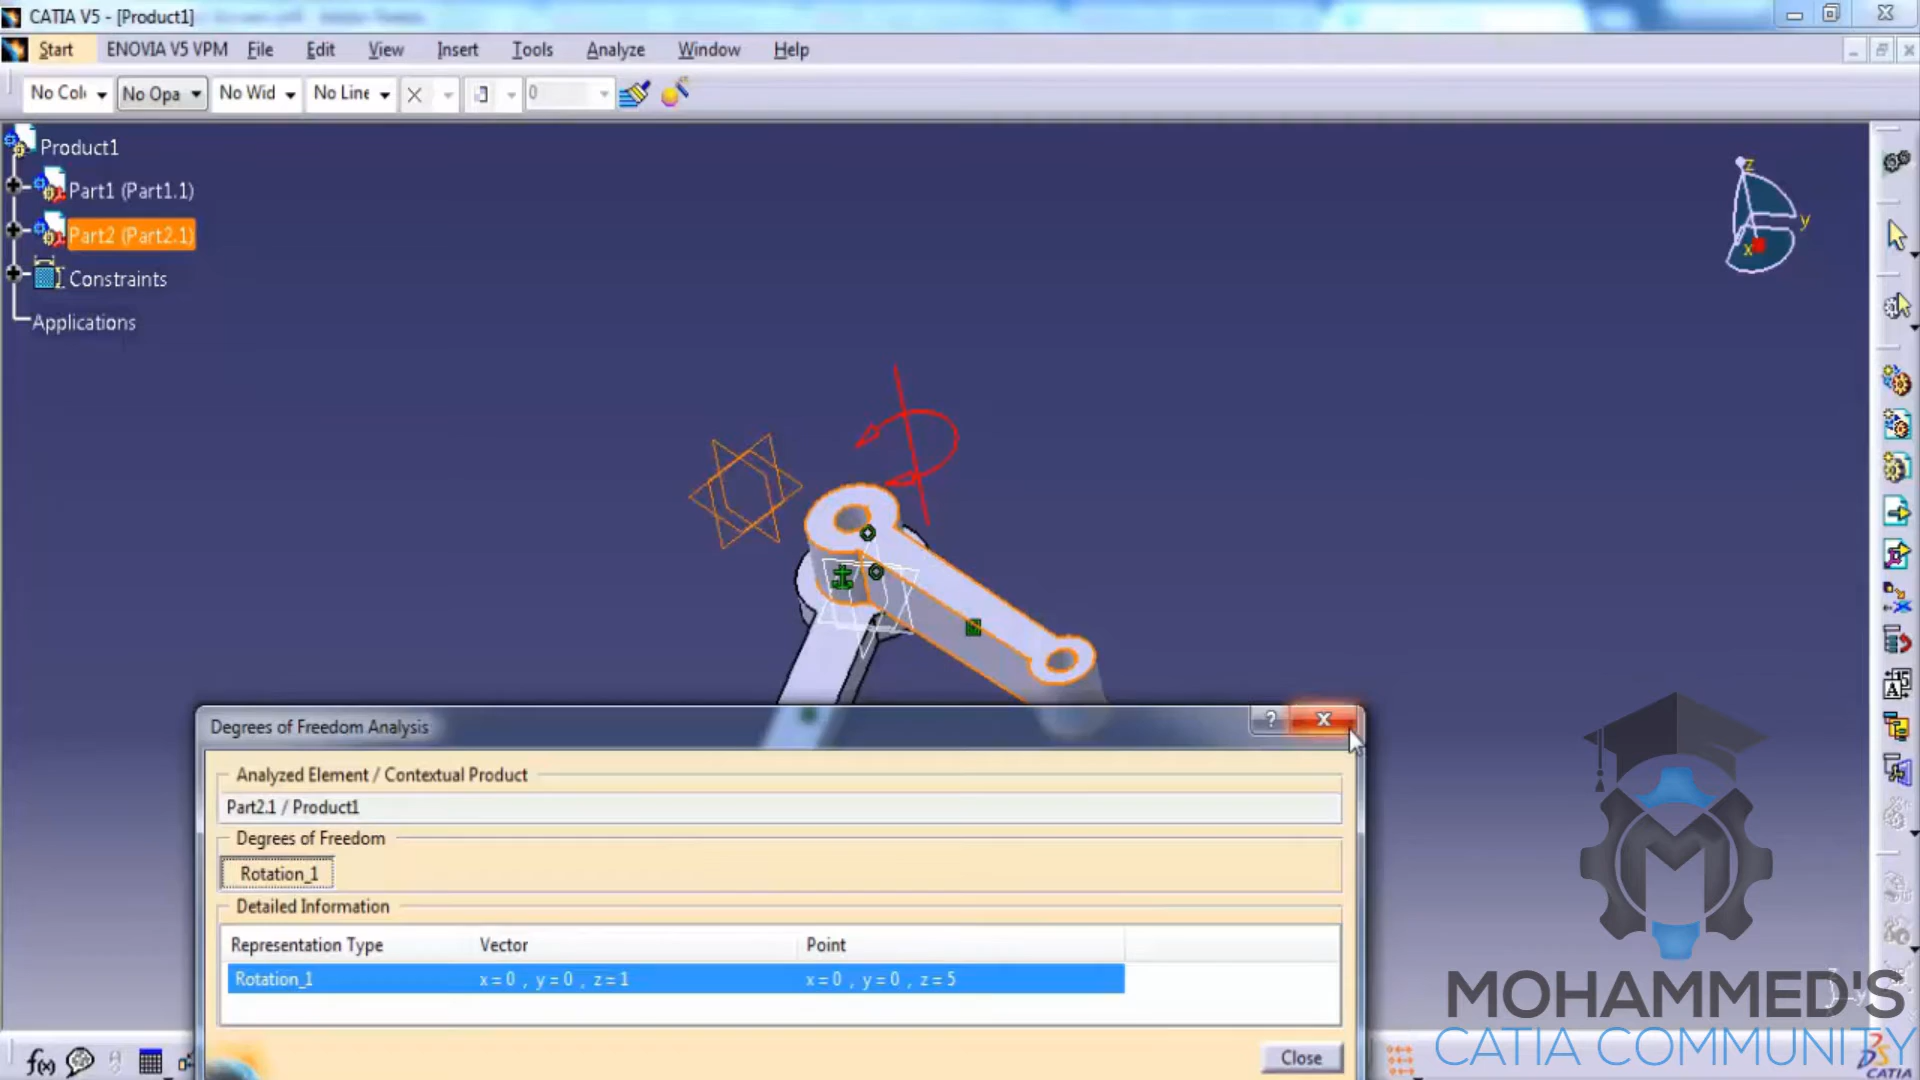 CATIA V5 - [Product1]
Start ENOVIA V5 VPM File Edit View Insert Tools Analyze Window Help
No Col No Opa No Wid No Line 0
Product1
Part1 (Part1.1)
Part2 (Part2.1)
Constraints
Applications
z
y
x
Degrees of Freedom Analysis
?
Analyzed Element / Contextual Product
Part2.1 / Product1
Degrees of Freedom
Rotation_1
Detailed Information
Representation Type Vector Point
Rotation_1 x=0 , y=0 , z=1 x=0 , y=0 , z=5
Close
f(x)
MOHAMMED'S
CATIA COMMUNITY
CATIA